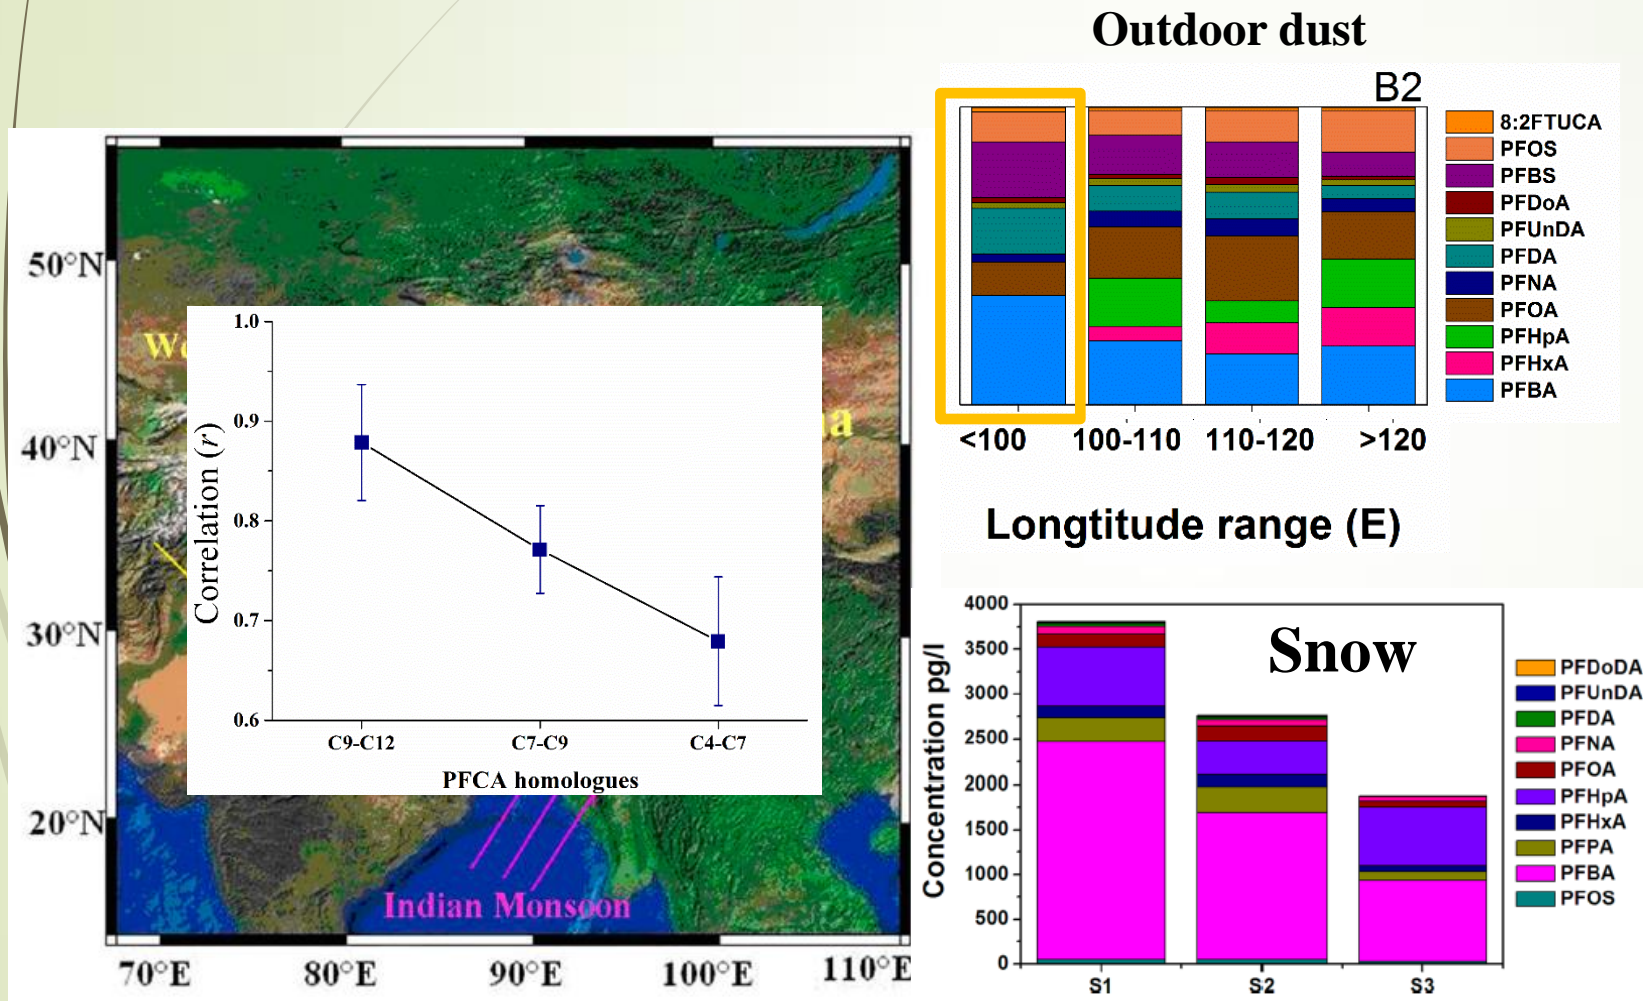 Outdoor dust
B2
8:2FTUCA
PFOS
PFBS
PFDoA
PFUnDA
PFDA
PFNA
PFOA
PFHpA
PFHxA
PFBA
<100 100-110 110-120 >120
Longtitude range (E)
50°N
40°N
30°N
20°N
70°E 80°E 90°E 100°E 110°E
Indian Monsoon
Correlation (r)
1.0
0.9
0.8
0.7
0.6
C9-C12 C7-C9 C4-C7
PFCA homologues
Snow
Concentration pg/l
4000
3500
3000
2500
2000
1500
1000
500
0
S1 S2 S3
PFDoDA
PFUnDA
PFDA
PFNA
PFOA
PFHpA
PFHxA
PFPA
PFBA
PFOS